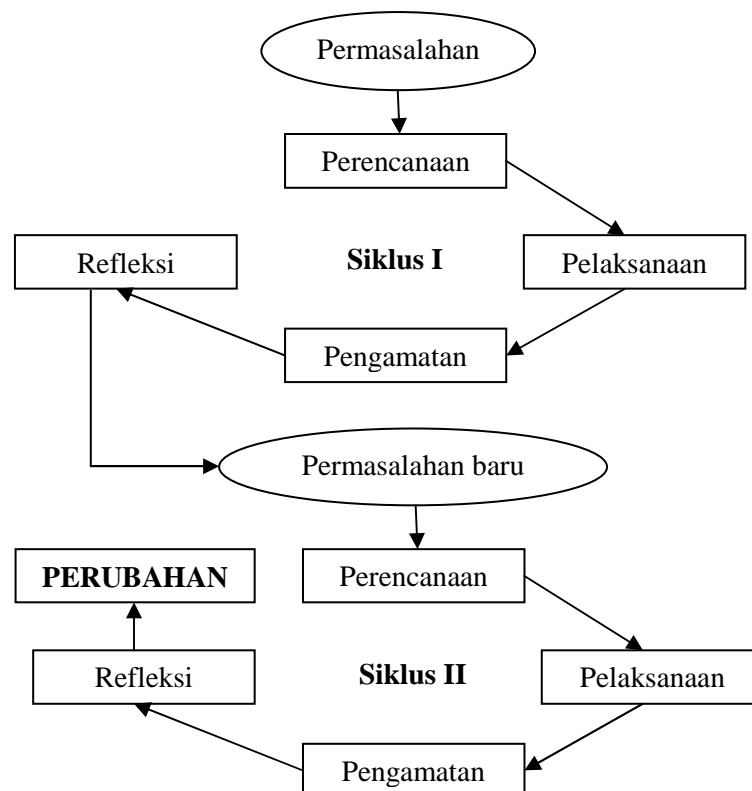 Permasalahan
Perencanaan
Refleksi
Siklus I
Pelaksanaan
Pengamatan
Permasalahan baru
PERUBAHAN
Perencanaan
Refleksi
Siklus II
Pelaksanaan
Pengamatan